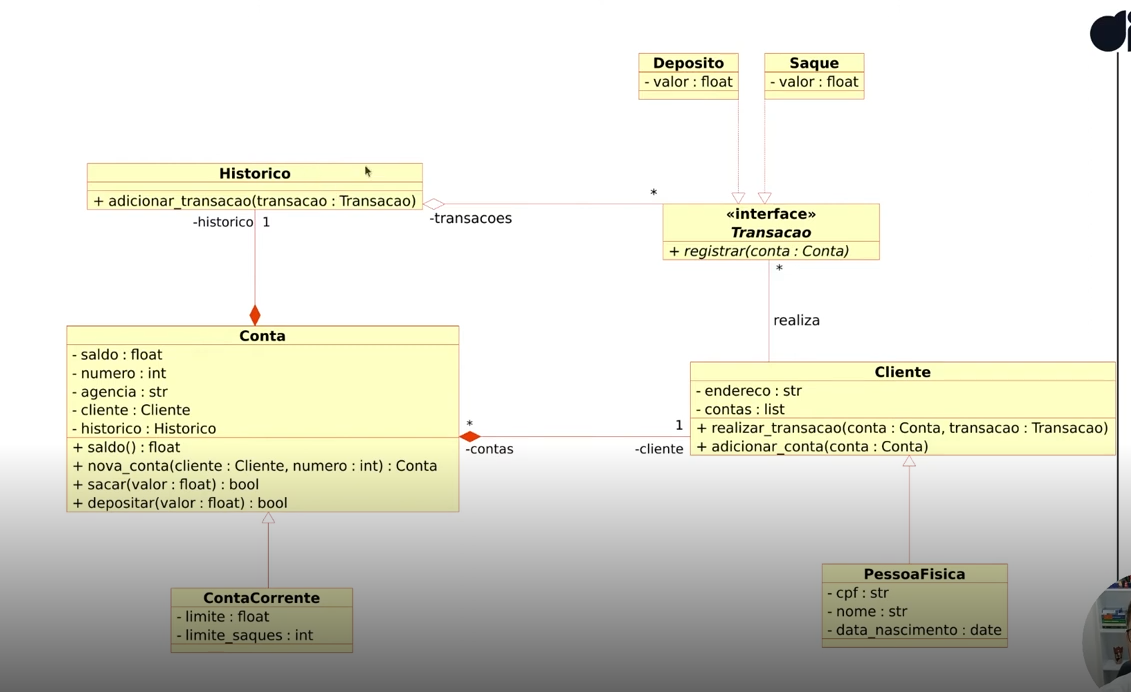 Deposito
- valor : float
Saque
- valor : float
Historico
+ adicionar_transacao(transacao : Transacao)
-historico 1
-transacoes
*
«interface»
Transacao
+ registrar(conta : Conta)
*
realiza
Conta
- saldo : float
- numero : int
- agencia : str
- cliente : Cliente
- historico : Historico
+ saldo() : float
+ nova_conta(cliente : Cliente, numero : int) : Conta
+ sacar(valor : float) : bool
+ depositar(valor : float) : bool
*
-contas
1
-cliente
Cliente
- endereco : str
- contas : list
+ realizar_transacao(conta : Conta, transacao : Transacao)
+ adicionar_conta(conta : Conta)
ContaCorrente
- limite : float
- limite_saques : int
PessoaFisica
- cpf : str
- nome : str
- data_nascimento : date